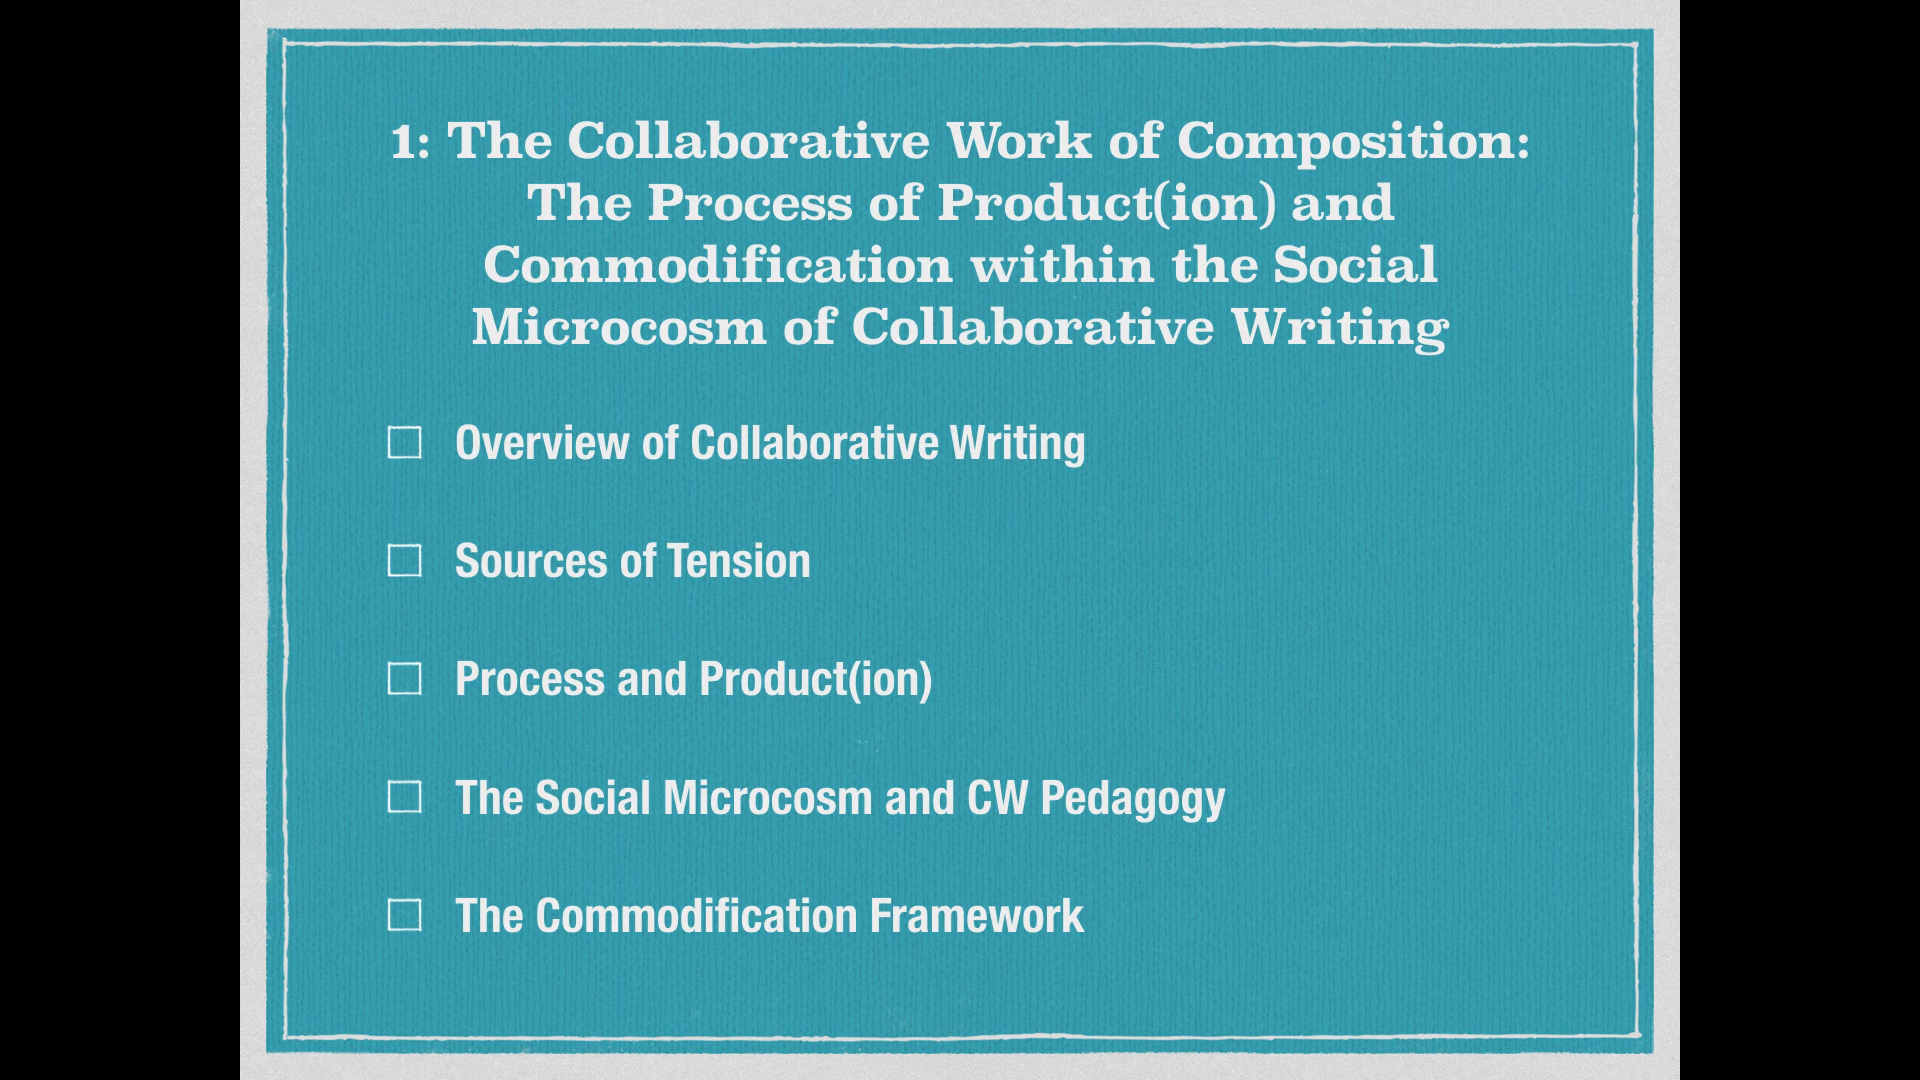 1: The Collaborative Work of Composition:
The Process of Product(ion) and
Commodification within the Social
Microcosm of Collaborative Writing
Overview of Collaborative Writing
Sources of Tension
Process and Product(ion)
The Social Microcosm and CW Pedagogy
The Commodification Framework